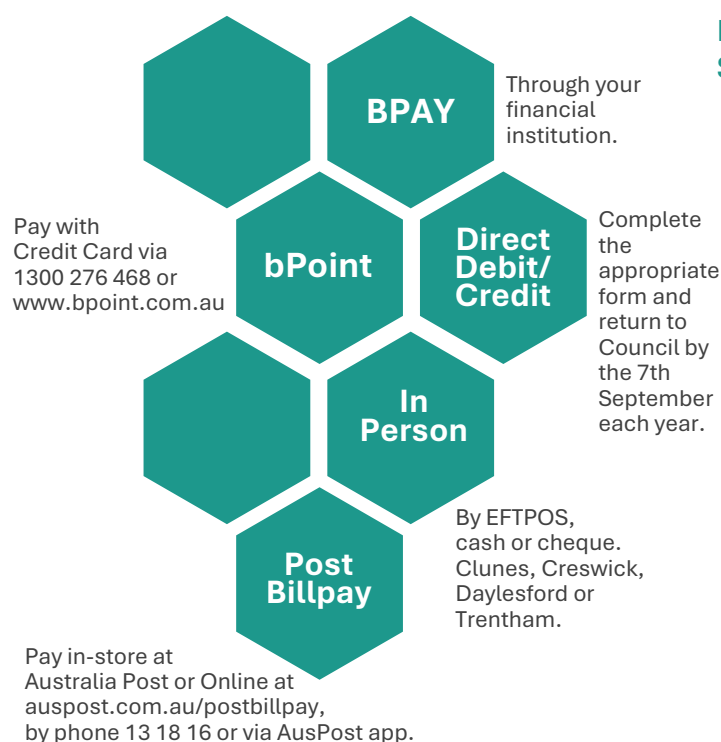 BPAY
Through your
financial
institution.
Pay with
Credit Card via
1300 276 468 or
www.bpoint.com.au
bPoint
Direct
Debit/
Credit
Complete
the
appropriate
form and
return to
Council by
the 7th
September
each year.
In
Person
By EFTPOS,
cash or cheque.
Clunes, Creswick,
Daylesford or
Trentham.
Post
Billpay
Pay in-store at
Australia Post or Online at
auspost.com.au/postbillpay,
by phone 13 18 16 or via AusPost app.